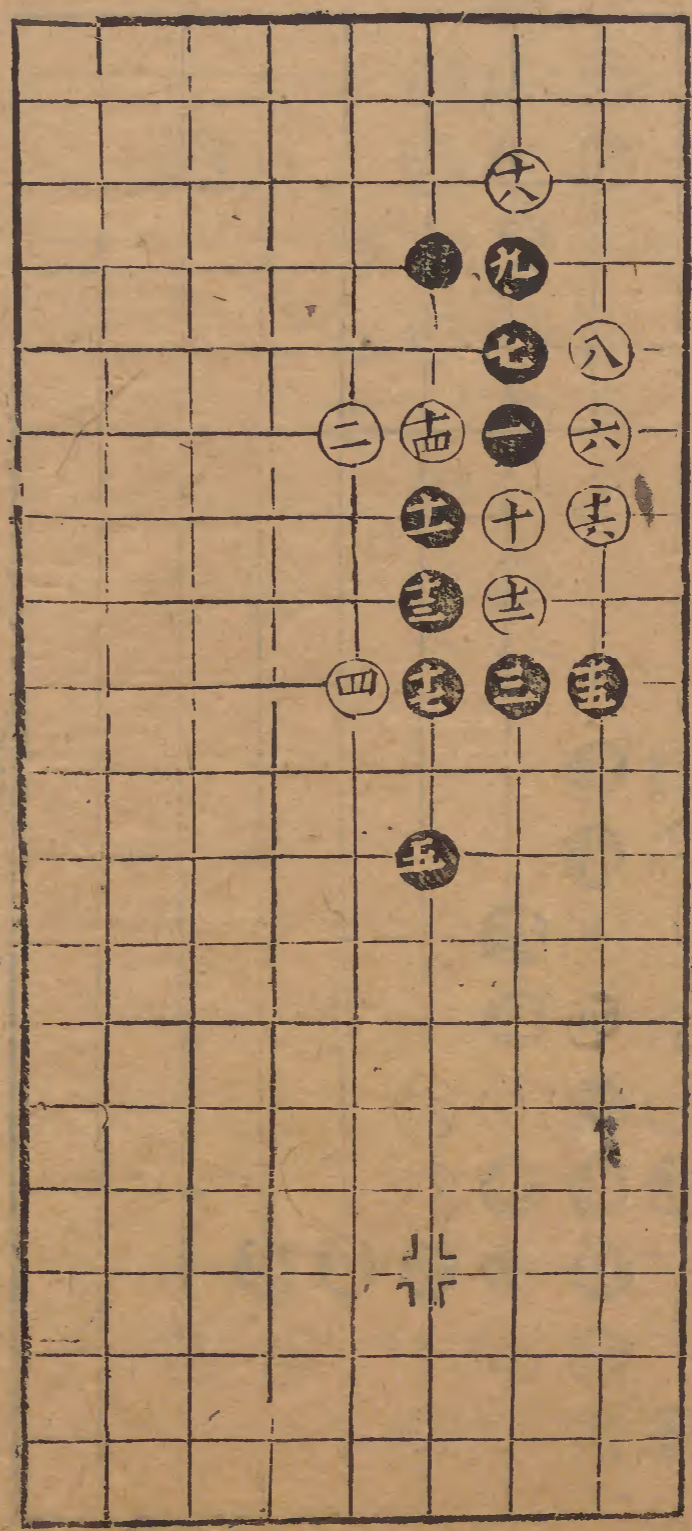 十八
九
七 八
二 十四 一 六
十一 十 十六
十三 十二
四 十七 三 十五
五